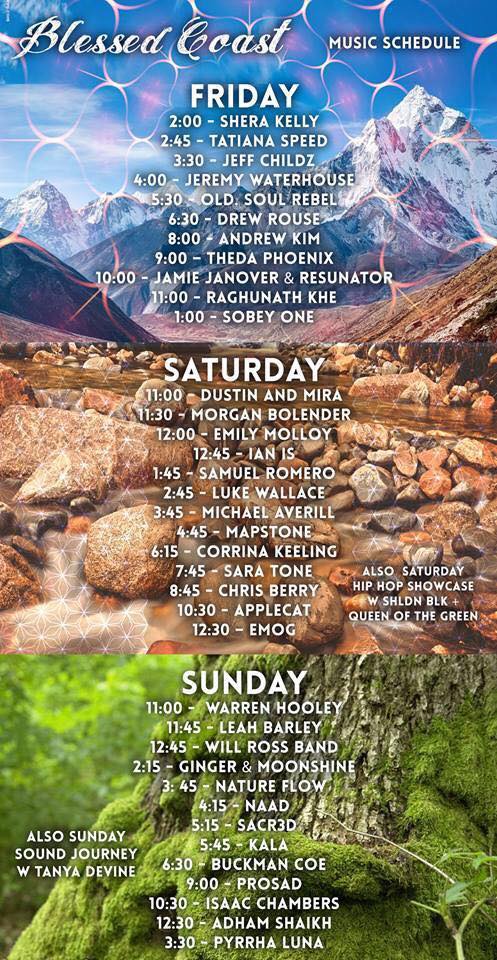 Blessed Coast
MUSIC SCHEDULE
FRIDAY
2:00 - SHERA KELLY
2:45 - TATIANA SPEED
3:30 - JEFF CHILDZ
4:00 - JEREMY WATERHOUSE
5:30 - OLD. SOUL REBEL
6:30 - DREW ROUSE
8:00 - ANDREW KIM
9:00 - THEDA PHOENIX
10:00 - JAMIE JANOVER & RESUNATOR
11:00 - RAGHUNATH KHE
1:00 - SOBEY ONE
SATURDAY
11:00 - DUSTIN AND MIRA
11:30 - MORGAN BOLENDER
12:00 - EMILY MOLLOY
12:45 - IAN IS
1:45 - SAMUEL ROMERO
2:45 - LUKE WALLACE
3:45 - MICHAEL AVERILL
4:45 - MAPSTONE
6:15 - CORRINA KEELING
7:45 - SARA TONE
8:45 - CHRIS BERRY
10:30 - APPLECAT
12:30 - EMOG
ALSO SATURDAY
HIP HOP SHOWCASE
W SHLDN BLK +
QUEEN OF THE GREEN
SUNDAY
11:00 - WARREN HOOLEY
11:45 - LEAH BARLEY
12:45 - WILL ROSS BAND
2:15 - GINGER & MOONSHINE
3: 45 - NATURE FLOW
4:15 - NAAD
5:15 - SACR3D
5:45 - KALA
6:30 - BUCKMAN COE
9:00 - PROSAD
10:30 - ISAAC CHAMBERS
12:30 - ADHAM SHAIKH
3:30 - PYRRHA LUNA
ALSO SUNDAY
SOUND JOURNEY
W TANYA DEVINE